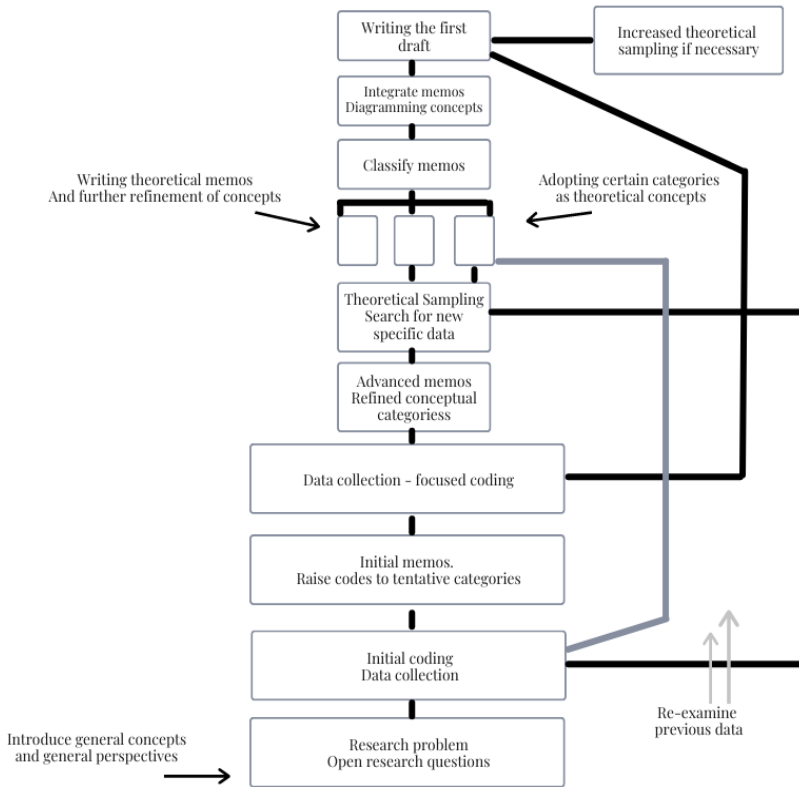 Writing the first
draft
Increased theoretical
sampling if necessary
Integrate memos
Diagramming concepts
Classify memos
Writing theoretical memos
And further refinement of concepts
Adopting certain categories
as theoretical concepts
Theoretical Sampling
Search for new
specific data
Advanced memos
Refined conceptual
categoriess
Data collection - focused coding
Initial memos.
Raise codes to tentative categories
Initial coding
Data collection
Re-examine
previous data
Introduce general concepts
and general perspectives
Research problem
Open research questions